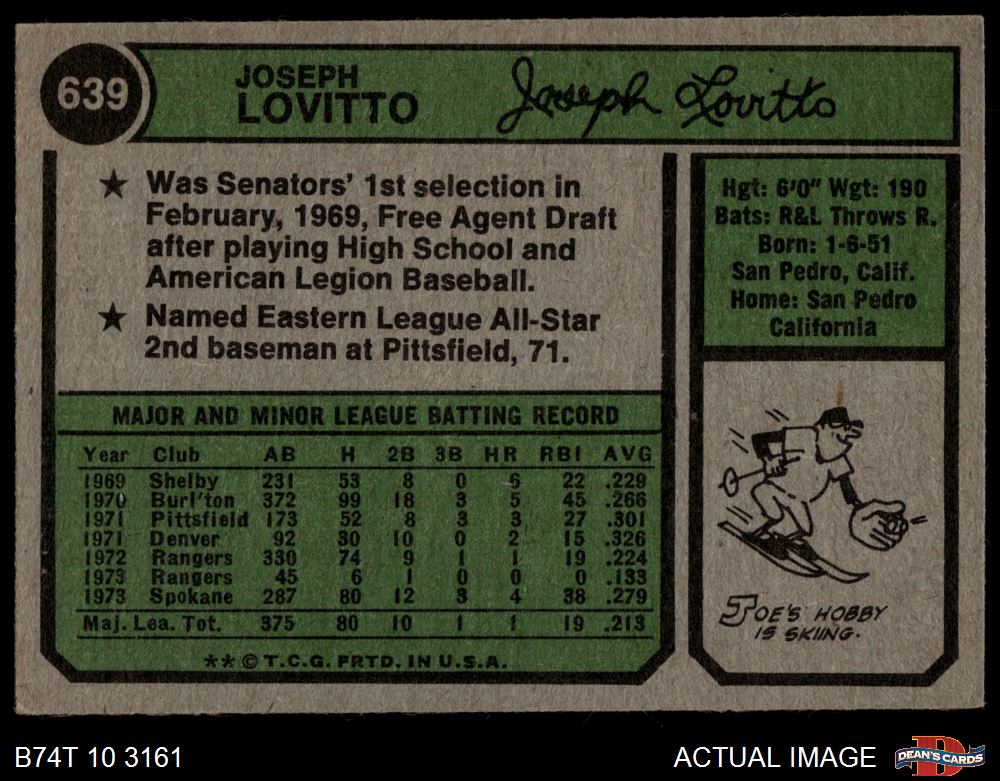 639
JOSEPH
LOVITTO
Joseph Lovitto
★ Was Senators' 1st selection in
February, 1969, Free Agent Draft
after playing High School and
American Legion Baseball.
★ Named Eastern League All-Star
2nd baseman at Pittsfield, 71.
Hgt: 6'0" Wgt: 190
Bats: R&L Throws R.
Born: 1-6-51
San Pedro, Calif.
Home: San Pedro
California
MAJOR AND MINOR LEAGUE BATTING RECORD
Year Club AB H 2B 3B HR RBI AVG
1969 Shelby 231 53 8 0 6 22 .229
1970 Burl'ton 372 99 18 3 5 45 .266
1971 Pittsfield 173 52 8 3 3 27 .301
1971 Denver 92 30 10 0 2 15 .326
1972 Rangers 330 74 9 1 1 19 .224
1973 Rangers 45 6 1 0 0 0 .133
1973 Spokane 287 80 12 3 4 38 .279
Maj. Lea. Tot. 375 80 10 1 1 19 .213
** © T.C.G. PRTD. IN U.S.A.
JOE'S HOBBY
IS SKIING.
B74T 10 3161
ACTUAL IMAGE
D
DEAN'S CARDS